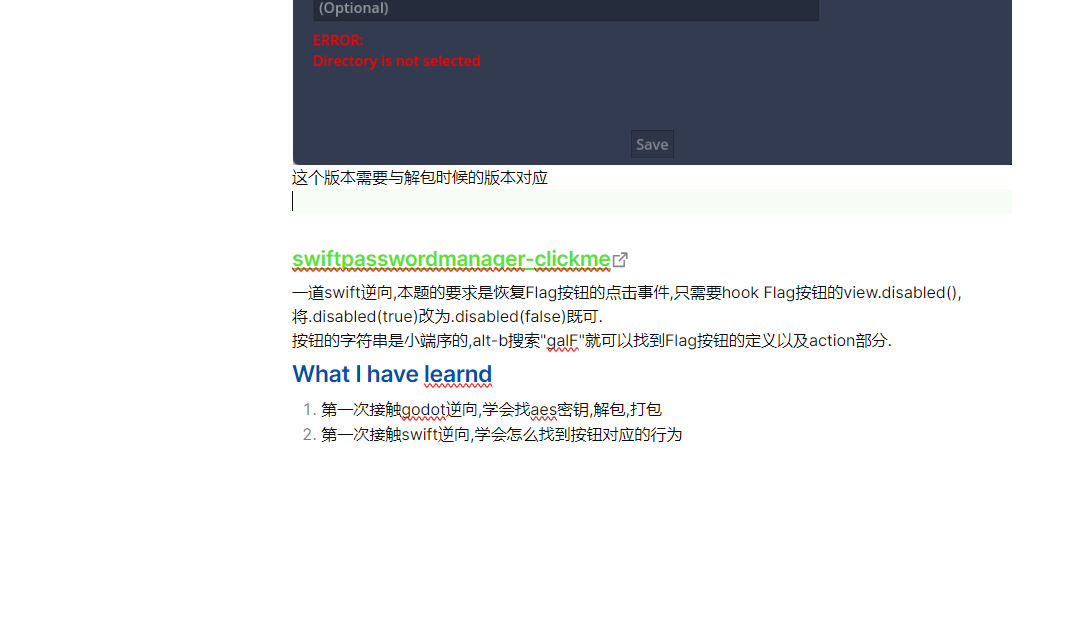 (Optional)
ERROR:
Directory is not selected
Save
这个版本需要与解包时候的版本对应
swiftpasswordmanager-clickme
一道swift逆向,本题的要求是恢复Flag按钮的点击事件,只需要hook Flag按钮的view.disabled(),
将.disabled(true)改为.disabled(false)既可.
按钮的字符串是小端序的,alt-b搜索"galF"就可以找到Flag按钮的定义以及action部分.
What I have learnd
1. 第一次接触godot逆向,学会找aes密钥,解包,打包
2. 第一次接触swift逆向,学会怎么找到按钮对应的行为